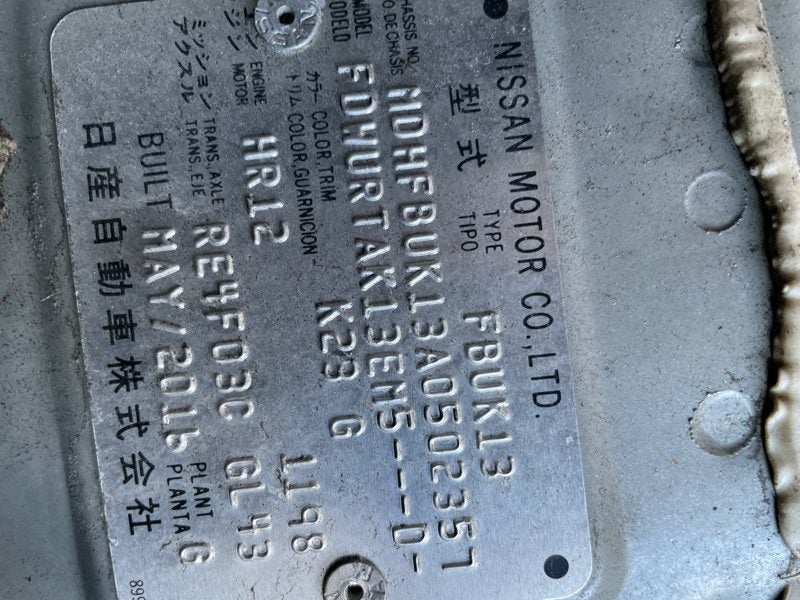 NISSAN MOTOR CO.,LTD.
型式 TYPE TIPO FBUK13
CHASSIS NO. NO DE CHASIS MDHFBUK13A0502357
MODEL MODELO FDWURTAK13EM5---D-
カラー トリム COLOR,TRIM COLOR,GUARNICION K23 G
エンジン ENGINE MOTOR HR12 1198
ミッション アクスル TRANS.AXLE TRANS.EJE RE4F03C GL43
BUILT MAY/2016 PLANT PLANTA G
日産自動車株式会社